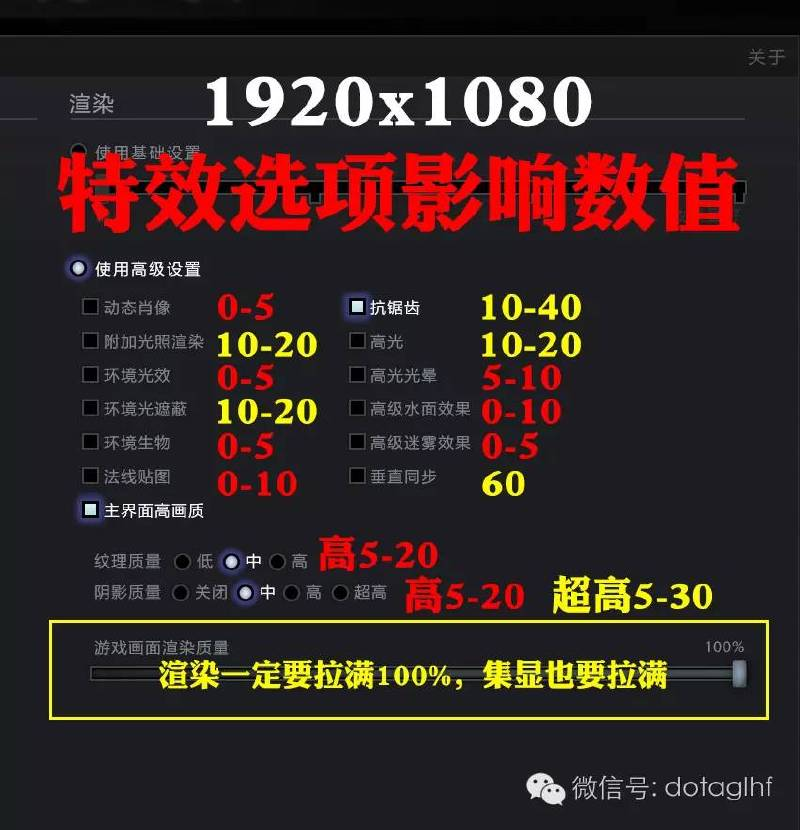 关于
渲染 1920x1080
使用基础设置
特效选项影响数值
使用高级设置
动态肖像 0-5 抗锯齿 10-40
附加光照渲染 10-20 高光 10-20
环境光效 0-5 高光光晕 5-10
环境光遮蔽 10-20 高级水面效果 0-10
环境生物 0-5 高级迷雾效果 0-5
法线贴图 0-10 垂直同步 60
主界面高画质
纹理质量 低 中 高 高5-20
阴影质量 关闭 中 高 超高 高5-20 超高5-30
游戏画面渲染质量 100%
渲染一定要拉满100%，集显也要拉满
微信号: dotaglhf